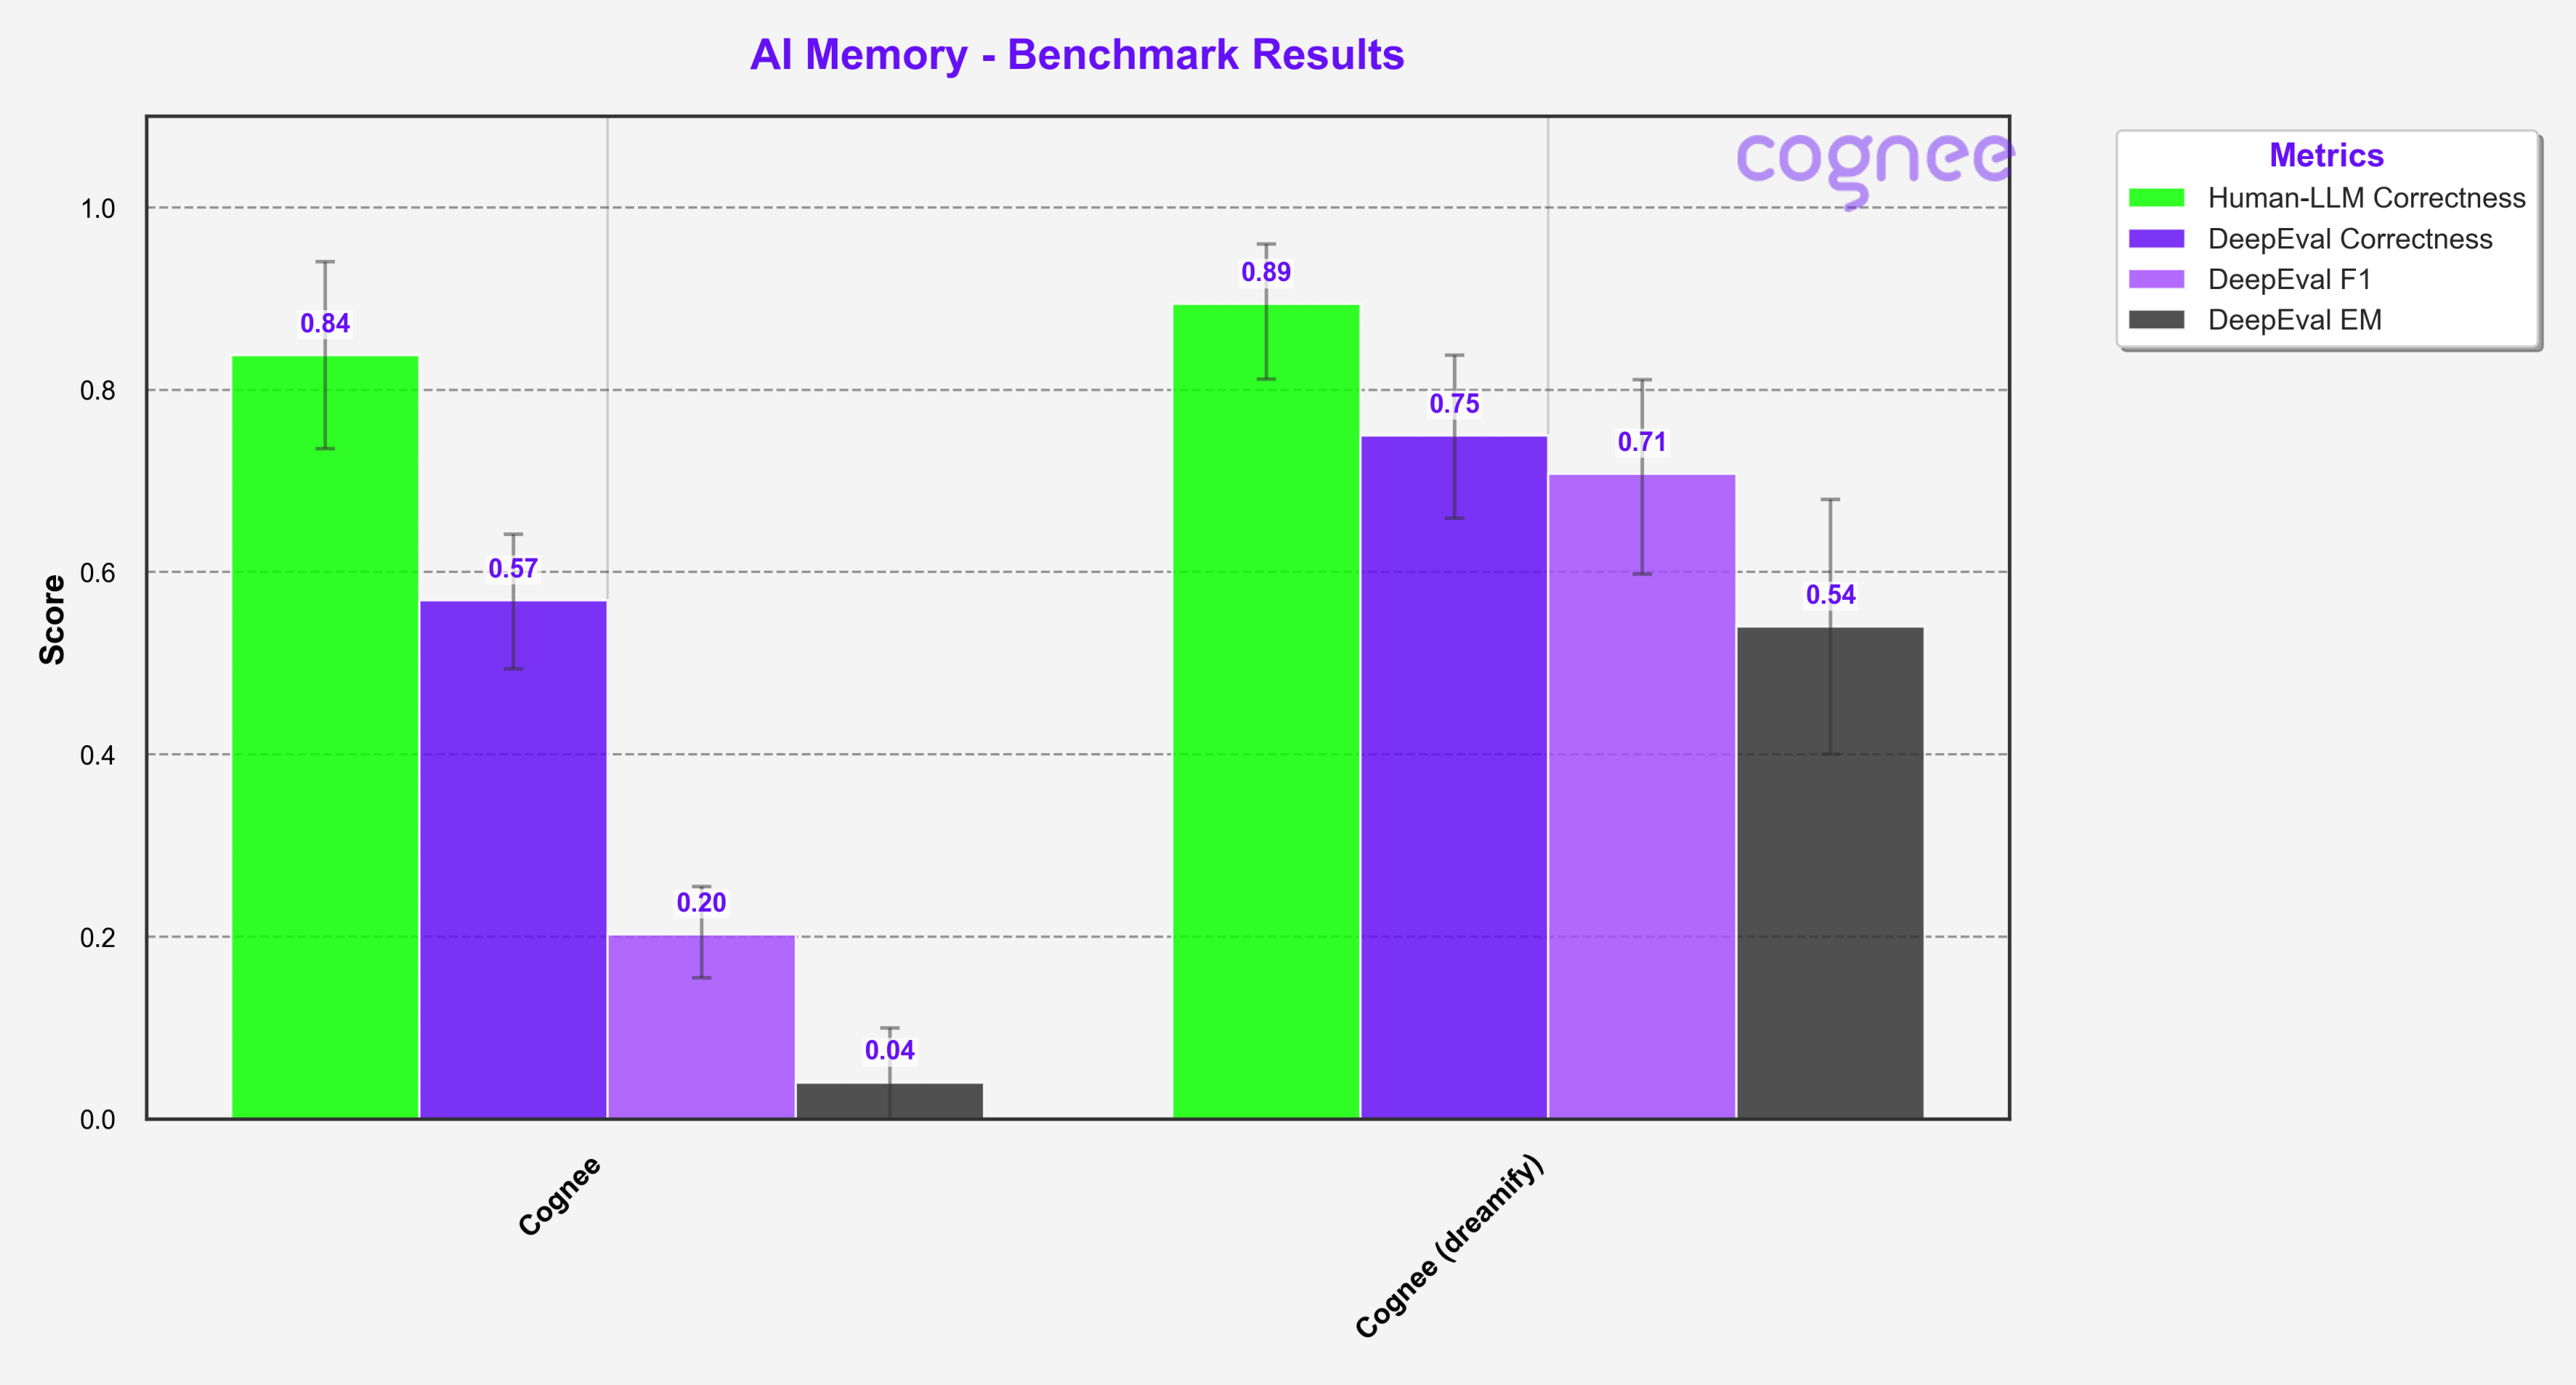 AI Memory - Benchmark Results
cognee
Metrics
Human-LLM Correctness
DeepEval Correctness
DeepEval F1
DeepEval EM
Score
1.0
0.8
0.6
0.4
0.2
0.0
0.84
0.57
0.20
0.04
0.89
0.75
0.71
0.54
Cognee
Cognee (dreamify)